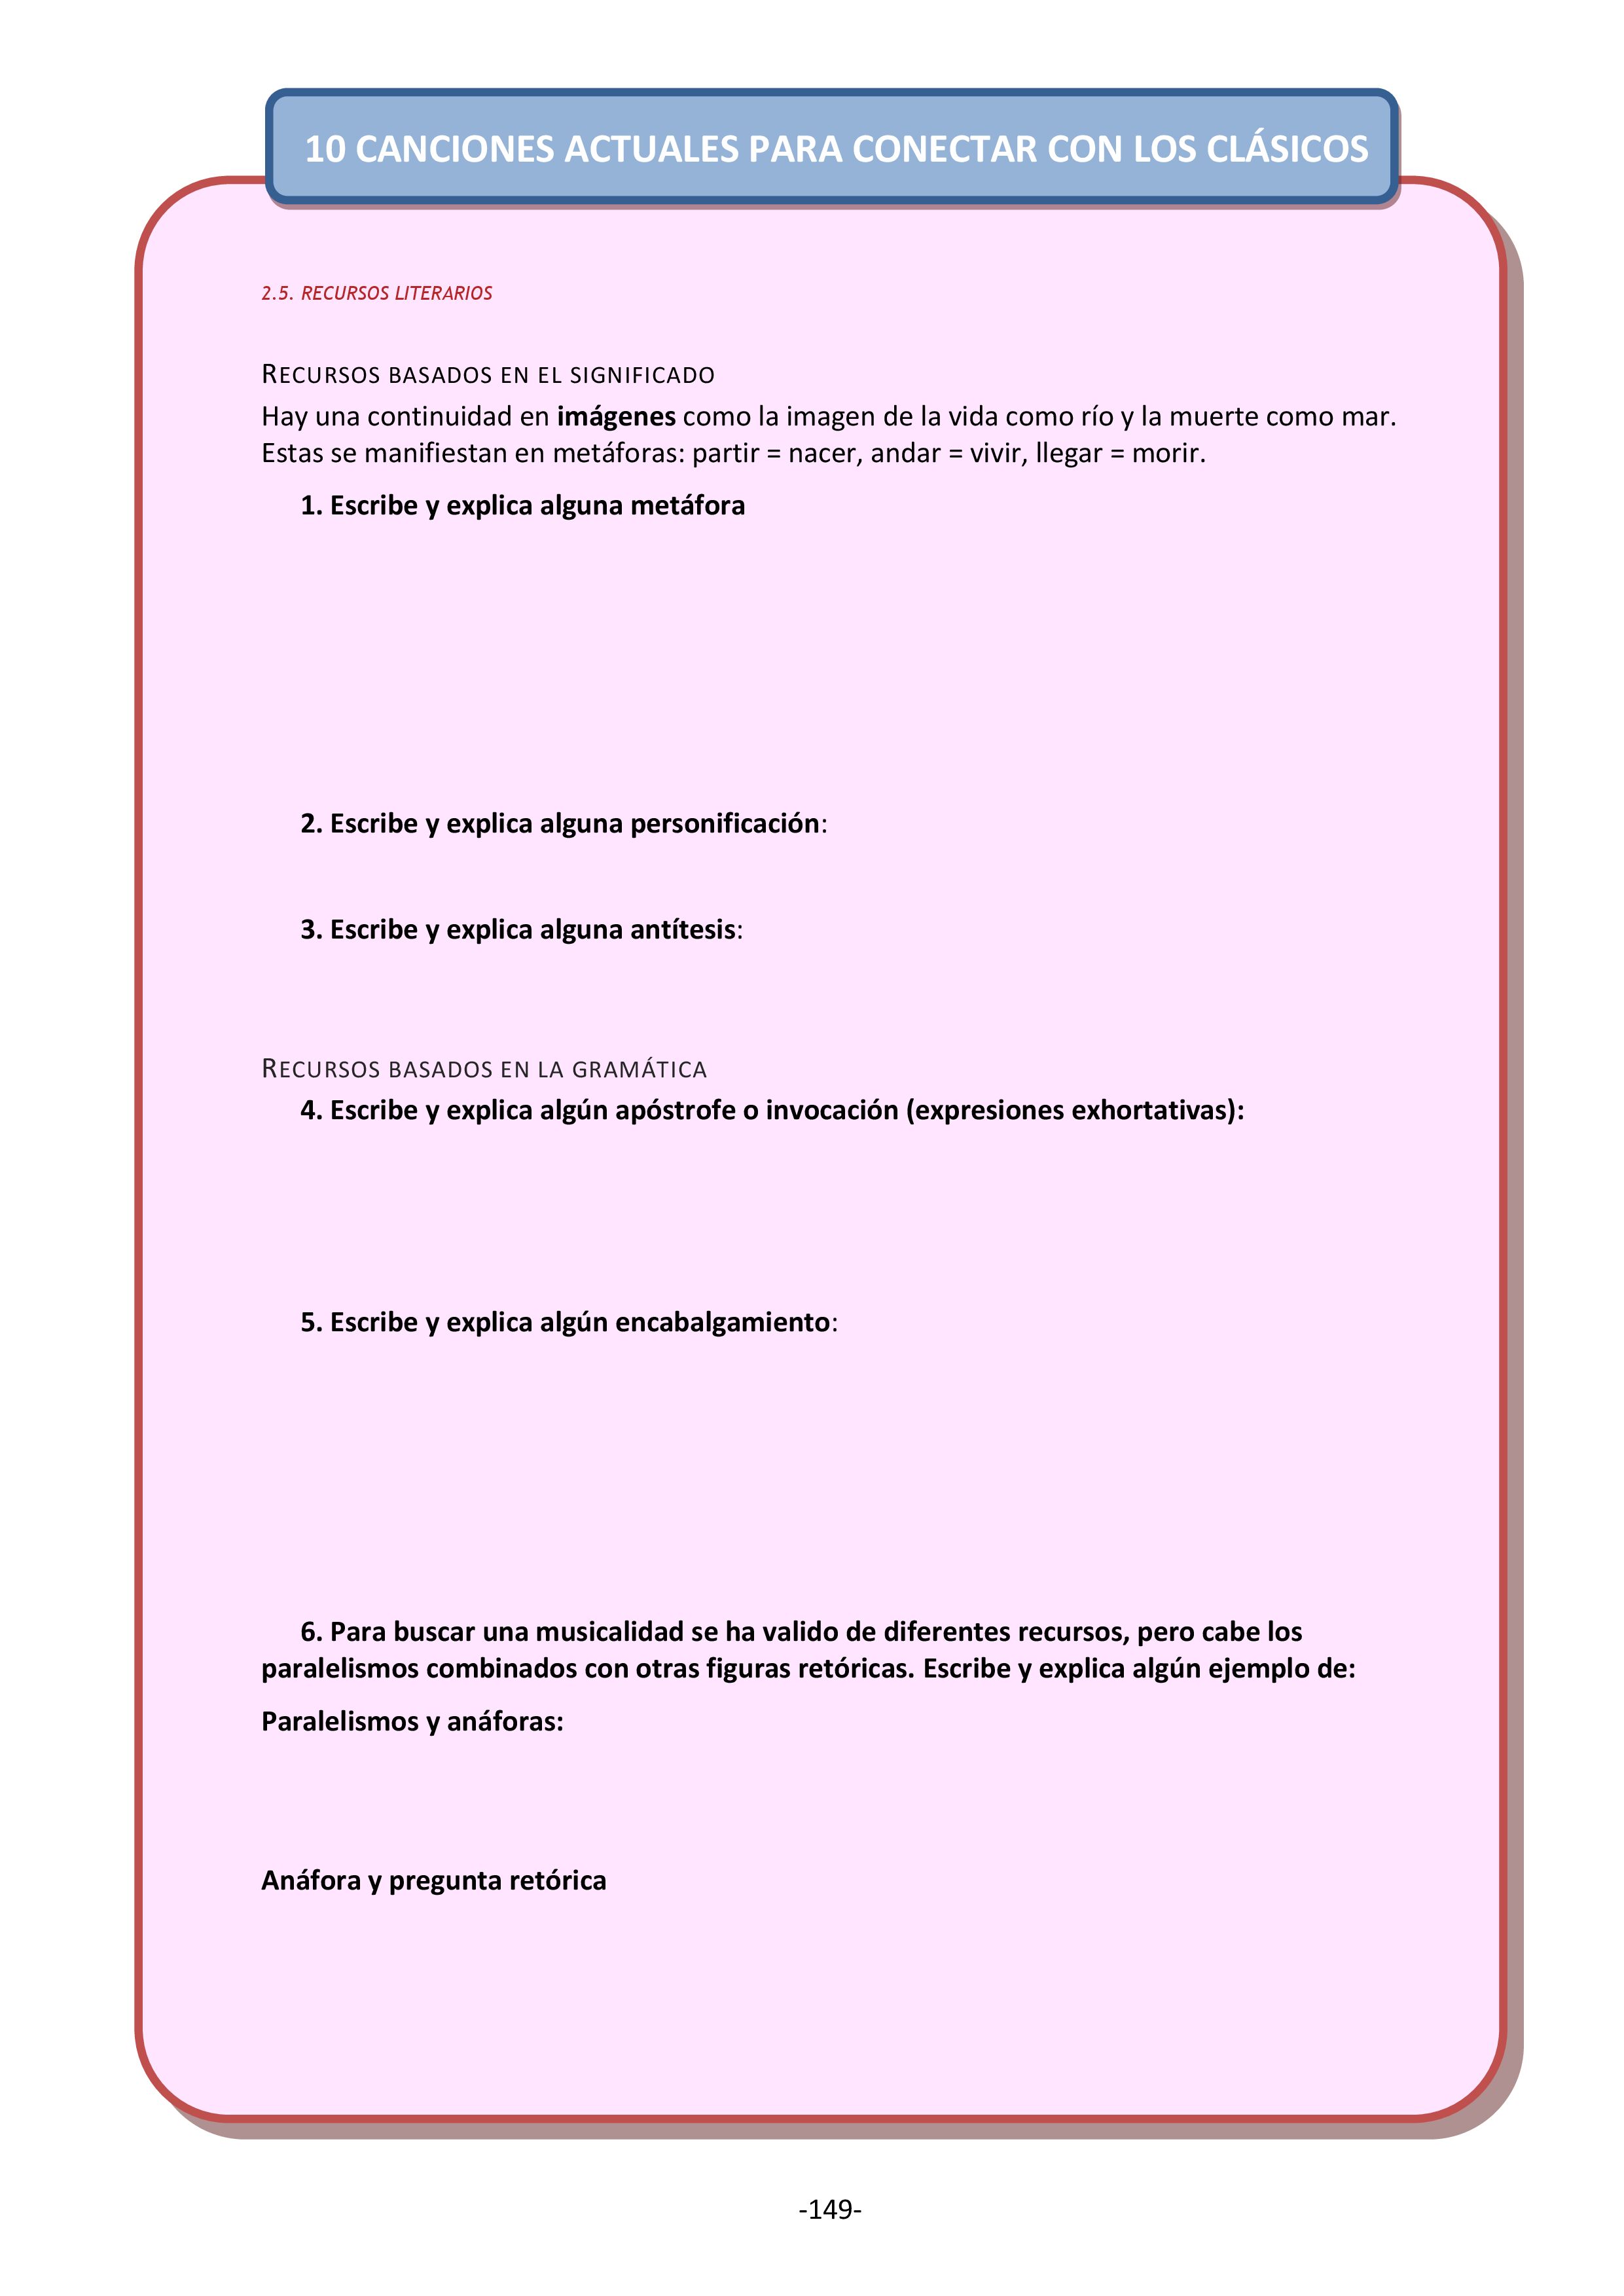 10 CANCIONES ACTUALES PARA CONECTAR CON LOS CLÁSICOS
2.5. RECURSOS LITERARIOS
RECURSOS BASADOS EN EL SIGNIFICADO
Hay una continuidad en imágenes como la imagen de la vida como río y la muerte como mar.
Estas se manifiestan en metáforas: partir = nacer, andar = vivir, llegar = morir.
1. Escribe y explica alguna metáfora
2. Escribe y explica alguna personificación:
3. Escribe y explica alguna antítesis:
RECURSOS BASADOS EN LA GRAMÁTICA
4. Escribe y explica algún apóstrofe o invocación (expresiones exhortativas):
5. Escribe y explica algún encabalgamiento:
6. Para buscar una musicalidad se ha valido de diferentes recursos, pero cabe los
paralelismos combinados con otras figuras retóricas. Escribe y explica algún ejemplo de:
Paralelismos y anáforas:
Anáfora y pregunta retórica
-149-